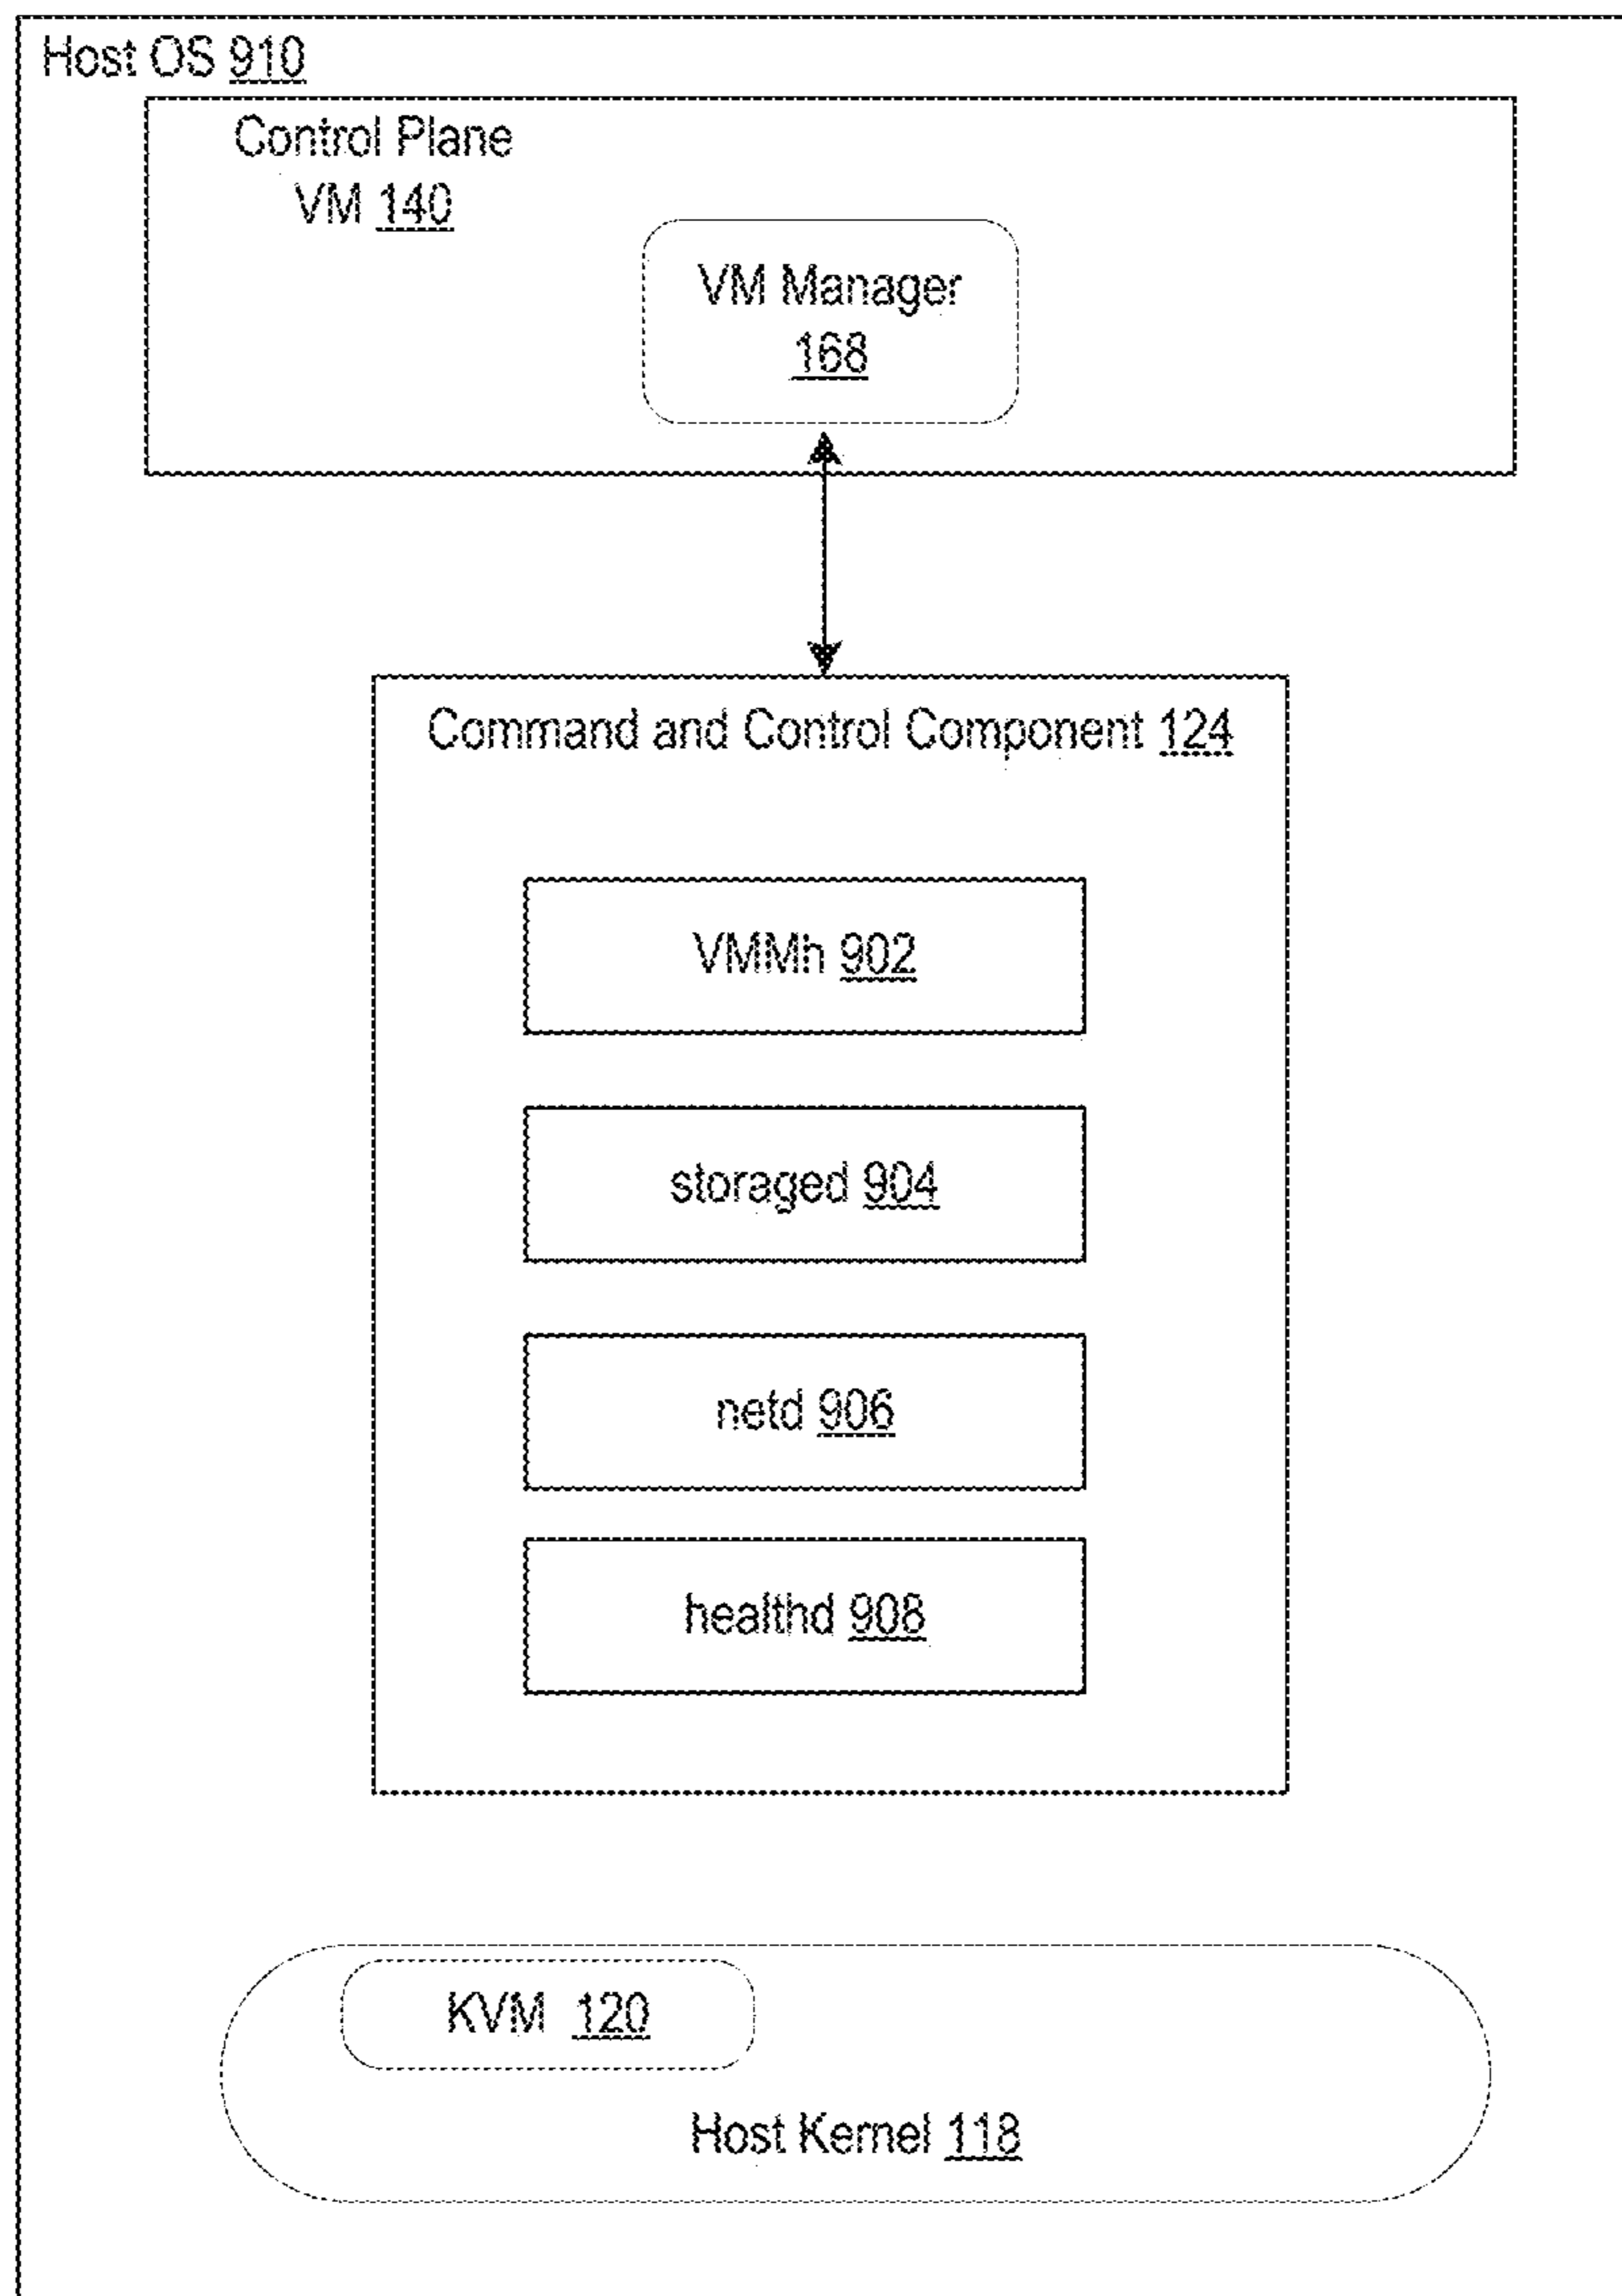 Host OS 910
Control Plane
VM 140
VM Manager
168
Command and Control Component 124
VMMh 902
storaged 904
netd 906
healthd 908
KVM 120
Host Kernel 118